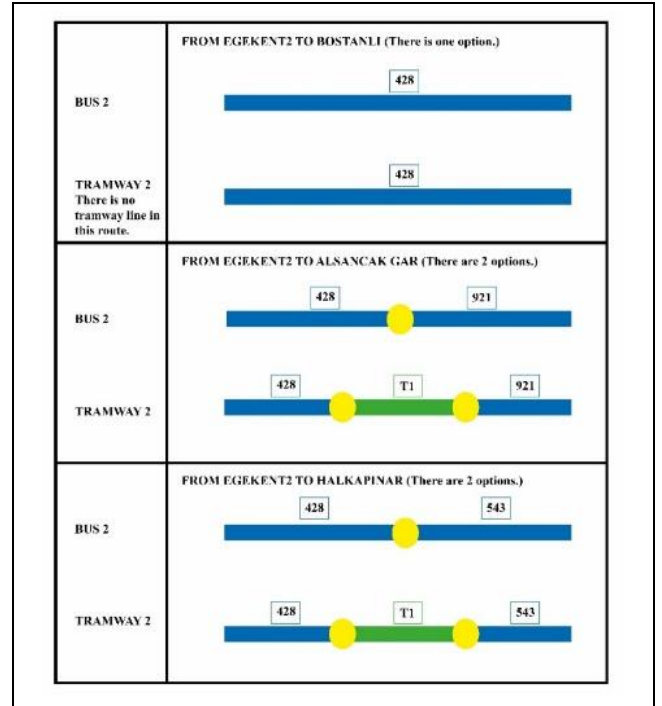 FROM EGEKENT2 TO BOSTANLI (There is one option.)
428
BUS 2
428
TRAMWAY 2
There is no
tramway line in
this route.
FROM EGEKENT2 TO ALSANCAK GAR (There are 2 options.)
428 921
BUS 2
428 T1 921
TRAMWAY 2
FROM EGEKENT2 TO HALKAPINAR (There are 2 options.)
428 543
BUS 2
428 T1 543
TRAMWAY 2